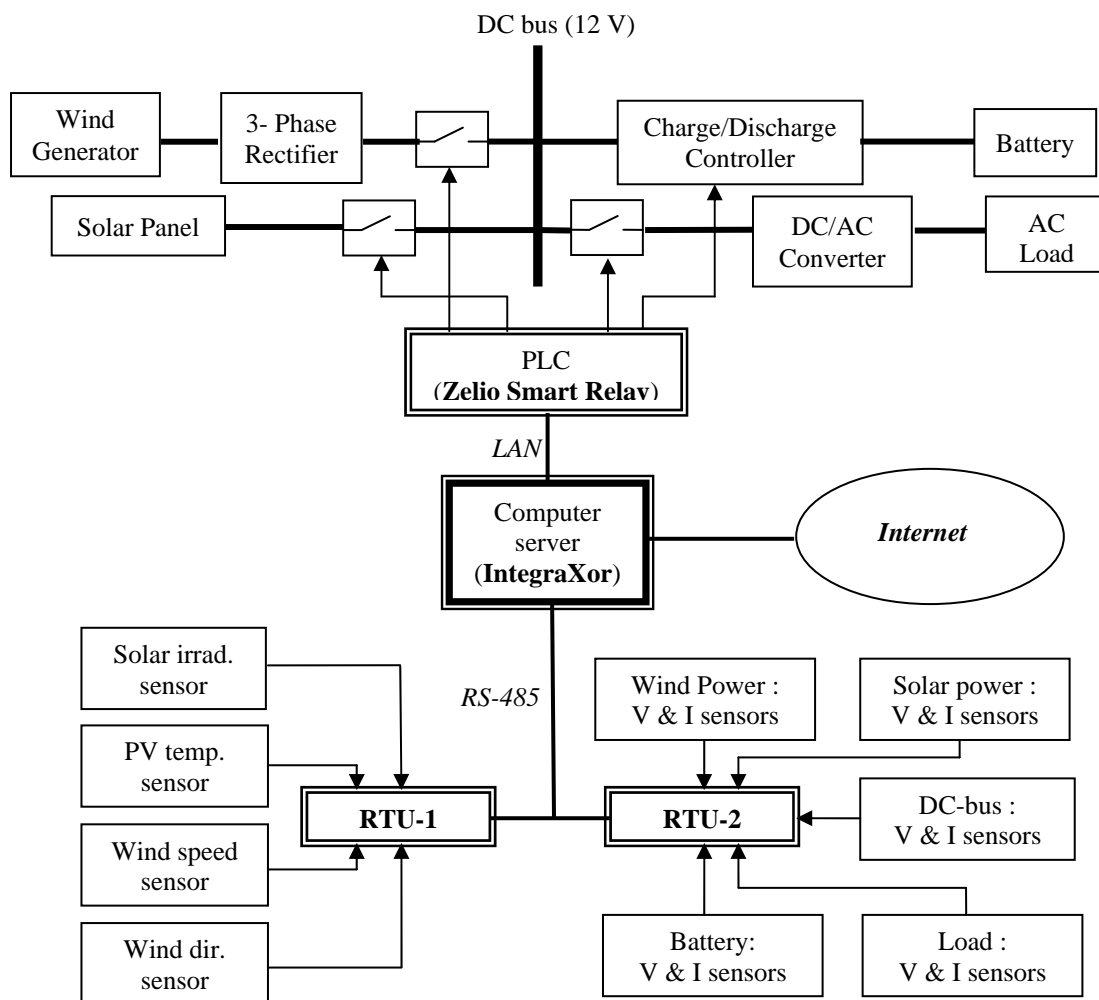 DC bus (12 V)
Wind
Generator
3- Phase
Rectifier
Charge/Discharge
Controller
Battery
Solar Panel
DC/AC
Converter
AC
Load
PLC
(Zelio Smart Relay)
LAN
Computer
server
(IntegraXor)
Internet
Solar irrad.
sensor
RS-485
Wind Power :
V & I sensors
Solar power :
V & I sensors
PV temp.
sensor
RTU-1
RTU-2
DC-bus :
V & I sensors
Wind speed
sensor
Wind dir.
sensor
Battery:
V & I sensors
Load :
V & I sensors